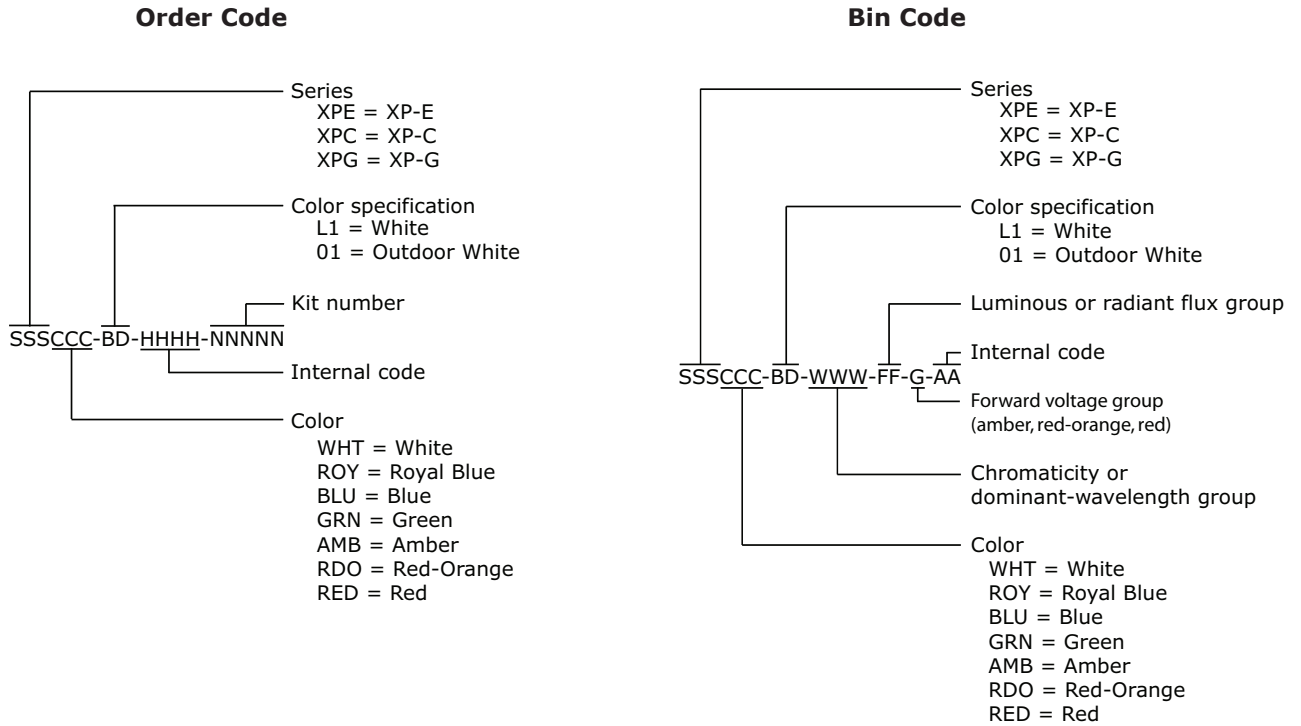 Order Code
Series
XPE = XP-E
XPC = XP-C
XPG = XP-G
Color specification
L1 = White
01 = Outdoor White
Kit number
SSSCCC-BD-HHHH-NNNNN
Internal code
Color
WHT = White
ROY = Royal Blue
BLU = Blue
GRN = Green
AMB = Amber
RDO = Red-Orange
RED = Red
Bin Code
Series
XPE = XP-E
XPC = XP-C
XPG = XP-G
Color specification
L1 = White
01 = Outdoor White
Luminous or radiant flux group
Internal code
SSSCCC-BD-WWW-FF-G-AA
Forward voltage group
(amber, red-orange, red)
Chromaticity or
dominant-wavelength group
Color
WHT = White
ROY = Royal Blue
BLU = Blue
GRN = Green
AMB = Amber
RDO = Red-Orange
RED = Red